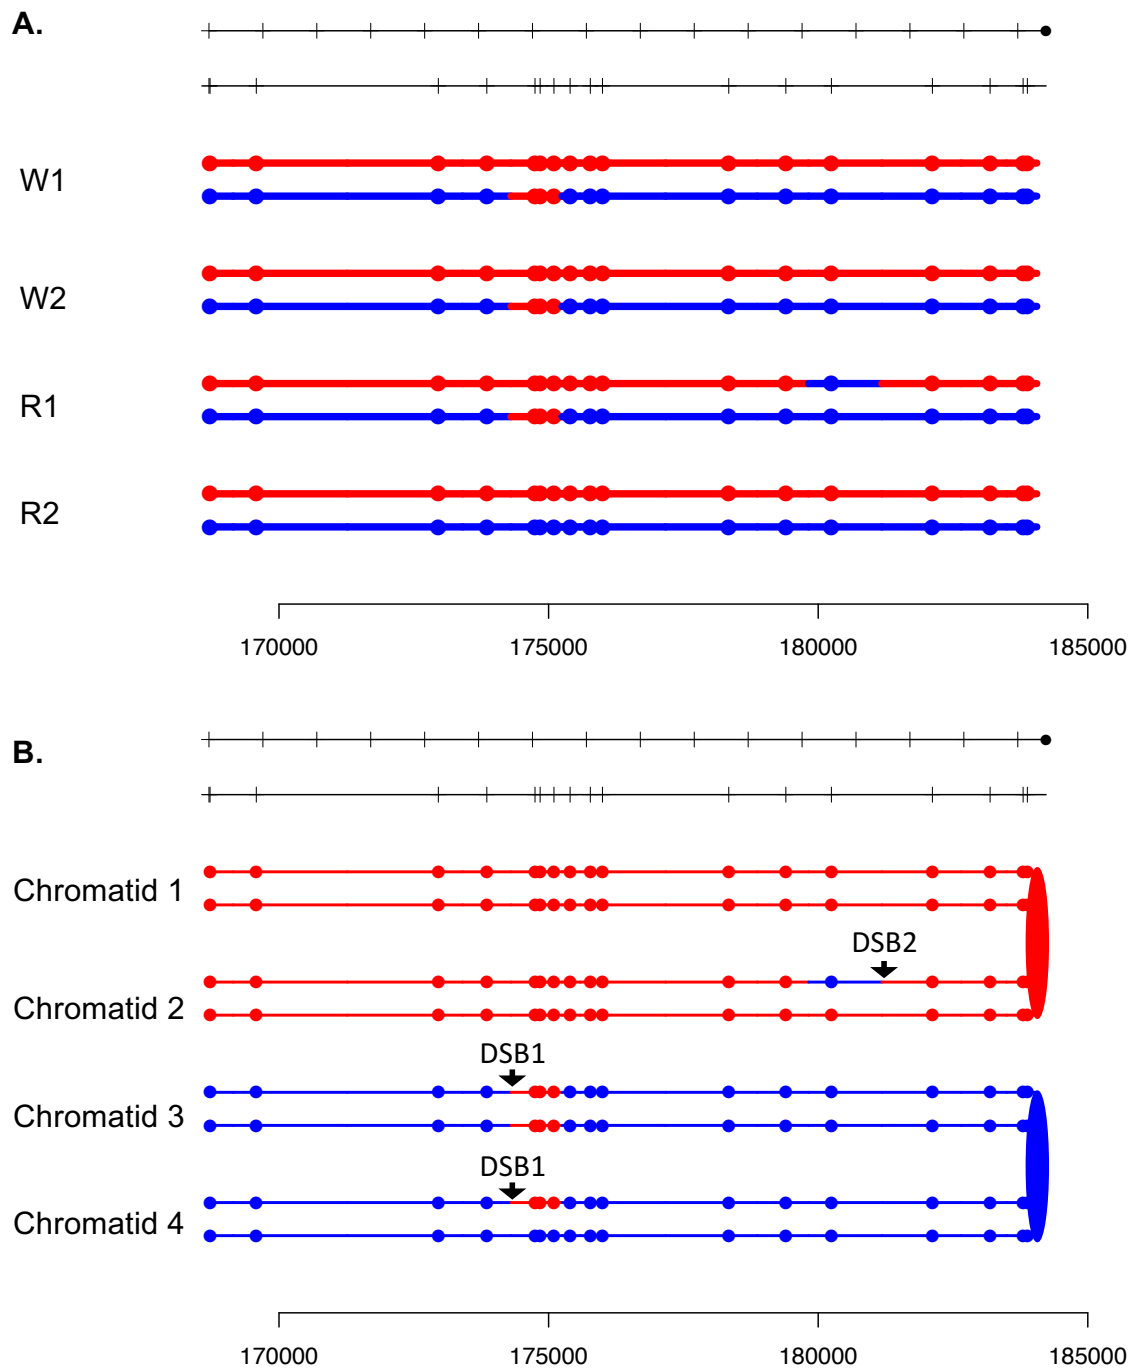 A.
W1
W2
R1
R2
170000 175000 180000 185000
B.
Chromatid 1
DSB2
Chromatid 2
DSB1
Chromatid 3
DSB1
Chromatid 4
170000 175000 180000 185000